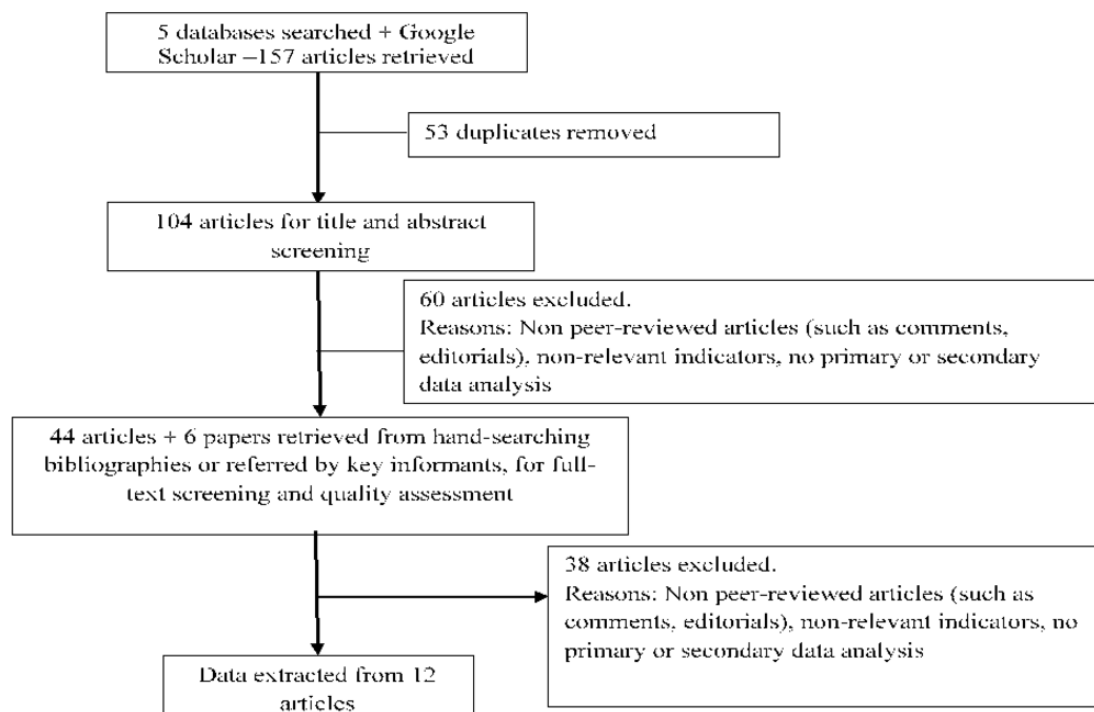 5 databases searched + Google
Scholar –157 articles retrieved
53 duplicates removed
104 articles for title and abstract
screening
60 articles excluded.
Reasons: Non peer-reviewed articles (such as comments,
editorials), non-relevant indicators, no primary or secondary
data analysis
44 articles + 6 papers retrieved from hand-searching
bibliographies or referred by key informants, for full-
text screening and quality assessment
38 articles excluded.
Reasons: Non peer-reviewed articles (such as
comments, editorials), non-relevant indicators, no
primary or secondary data analysis
Data extracted from 12
articles